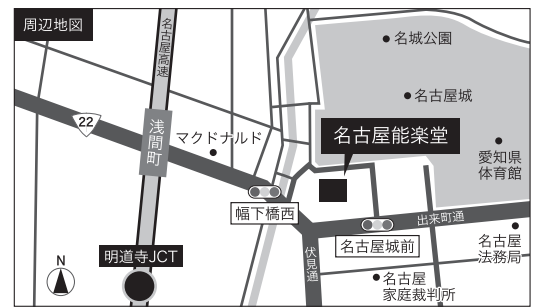 周辺地図
名古屋高速
名城公園
22
浅間町
マクドナルド
名古屋城
名古屋能楽堂
愛知県
体育館
幅下橋西
出来町通
名古屋城前
伏見通
名古屋
法務局
明道寺JCT
N
名古屋
家庭裁判所